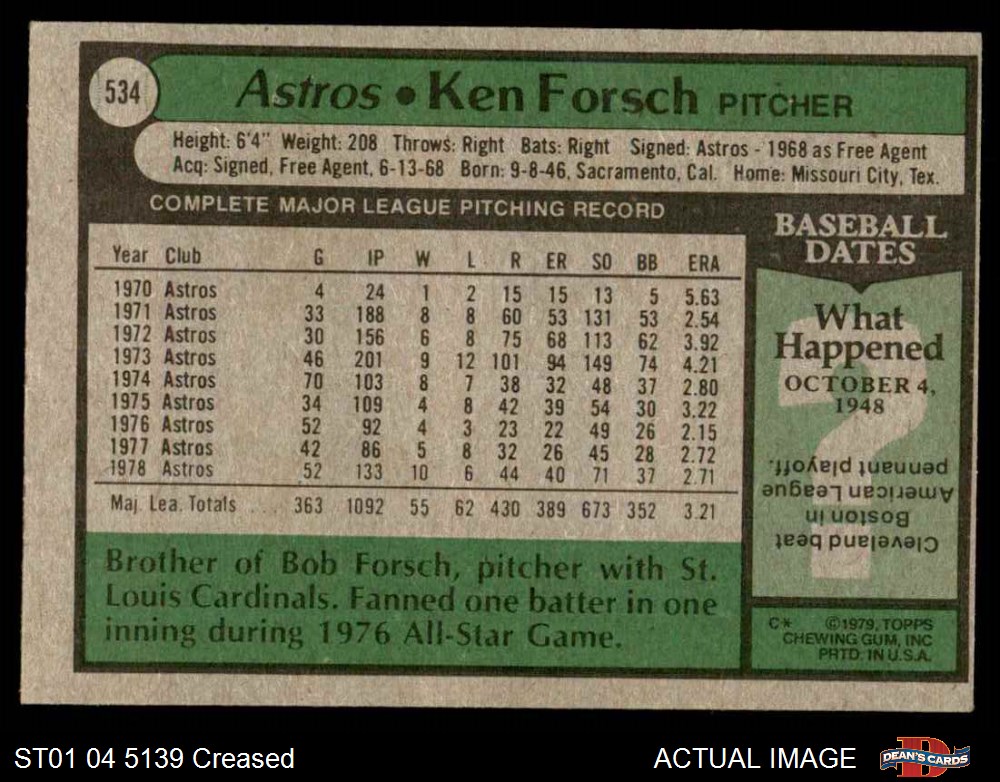 534
Astros • Ken Forsch PITCHER
Height: 6'4" Weight: 208 Throws: Right Bats: Right Signed: Astros - 1968 as Free Agent
Acq: Signed, Free Agent, 6-13-68 Born: 9-8-46, Sacramento, Cal. Home: Missouri City, Tex.
COMPLETE MAJOR LEAGUE PITCHING RECORD
Year Club G IP W L R ER SO BB ERA
1970 Astros 4 24 1 2 15 15 13 5 5.63
1971 Astros 33 188 8 8 60 53 131 53 2.54
1972 Astros 30 156 6 8 75 68 113 62 3.92
1973 Astros 46 201 9 12 101 94 149 74 4.21
1974 Astros 70 103 8 7 38 32 48 37 2.80
1975 Astros 34 109 4 8 42 39 54 30 3.22
1976 Astros 52 92 4 3 23 22 49 26 2.15
1977 Astros 42 86 5 8 32 26 45 28 2.72
1978 Astros 52 133 10 6 44 40 71 37 2.71
Maj. Lea. Totals . . . 363 1092 55 62 430 389 673 352 3.21
Brother of Bob Forsch, pitcher with St.
Louis Cardinals. Fanned one batter in one
inning during 1976 All-Star Game.
BASEBALL
DATES
What
Happened
OCTOBER 4,
1948
?
Cleveland beat
Boston in
American League
pennant playoff.
C* ©1979, TOPPS
CHEWING GUM, INC
PRTD. IN U.S.A.
ST01 04 5139 Creased
ACTUAL IMAGE
D
DEAN'S CARDS